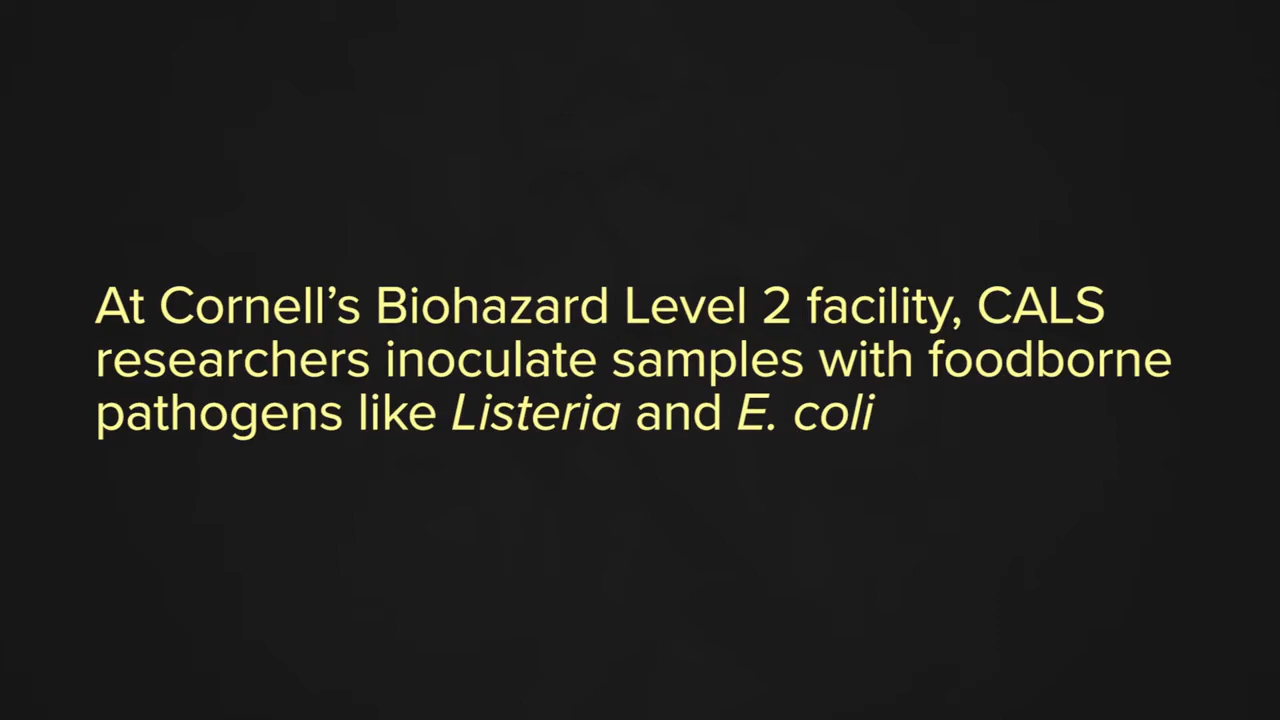 At Cornell’s Biohazard Level 2 facility, CALS
researchers inoculate samples with foodborne
pathogens like Listeria and E. coli